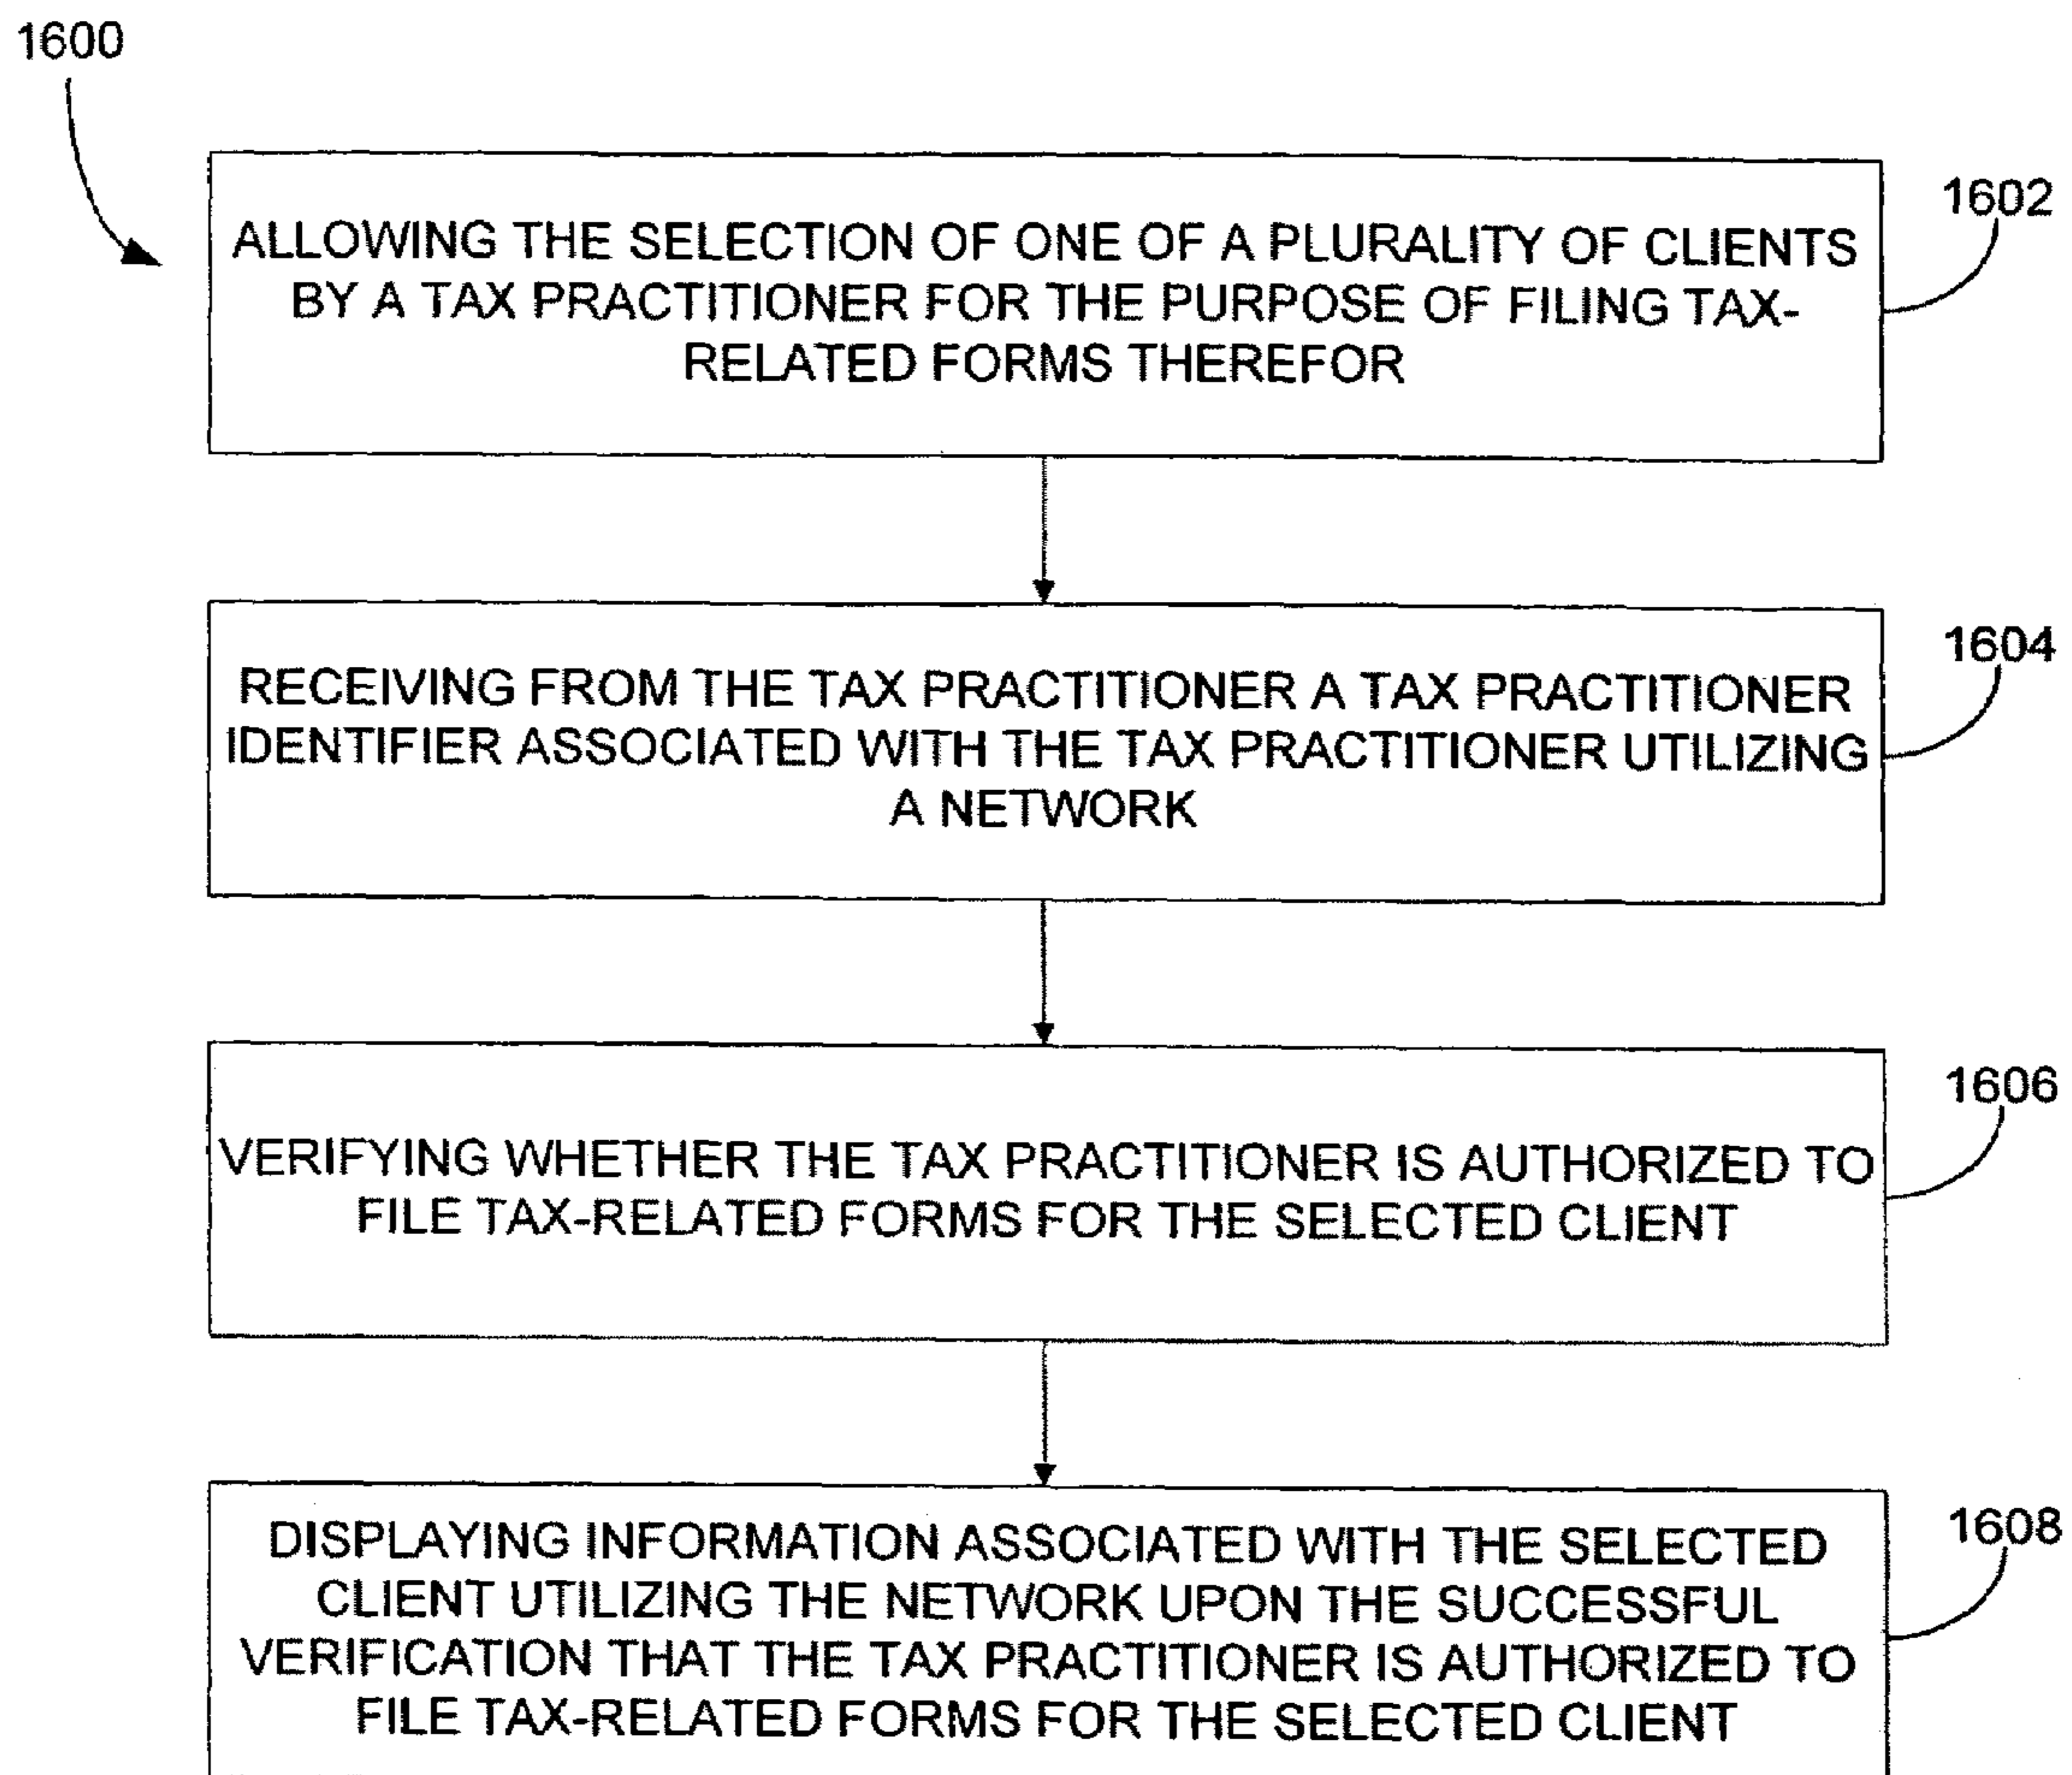 1600
1602
ALLOWING THE SELECTION OF ONE OF A PLURALITY OF CLIENTS
BY A TAX PRACTITIONER FOR THE PURPOSE OF FILING TAX-
RELATED FORMS THEREFOR
1604
RECEIVING FROM THE TAX PRACTITIONER A TAX PRACTITIONER
IDENTIFIER ASSOCIATED WITH THE TAX PRACTITIONER UTILIZING
A NETWORK
1606
VERIFYING WHETHER THE TAX PRACTITIONER IS AUTHORIZED TO
FILE TAX-RELATED FORMS FOR THE SELECTED CLIENT
1608
DISPLAYING INFORMATION ASSOCIATED WITH THE SELECTED
CLIENT UTILIZING THE NETWORK UPON THE SUCCESSFUL
VERIFICATION THAT THE TAX PRACTITIONER IS AUTHORIZED TO
FILE TAX-RELATED FORMS FOR THE SELECTED CLIENT